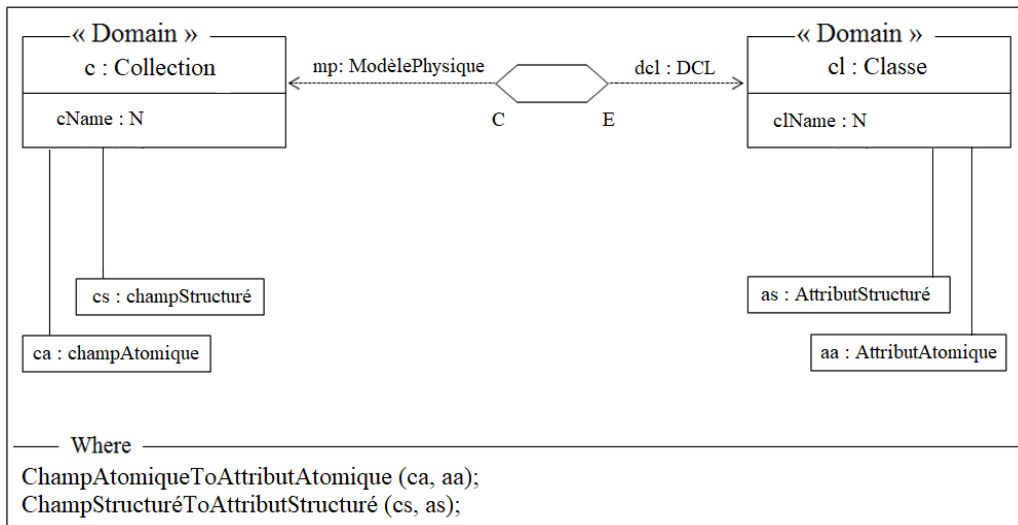 « Domain »
c : Collection
cName : N
mp: ModèlePhysique
C
E
dcl : DCL
« Domain »
cl : Classe
clName : N
cs : champStructuré
ca : champAtomique
as : AttributStructuré
aa : AttributAtomique
Where
ChampAtomiqueToAttributAtomique (ca, aa);
ChampStructuréToAttributStructuré (cs, as);